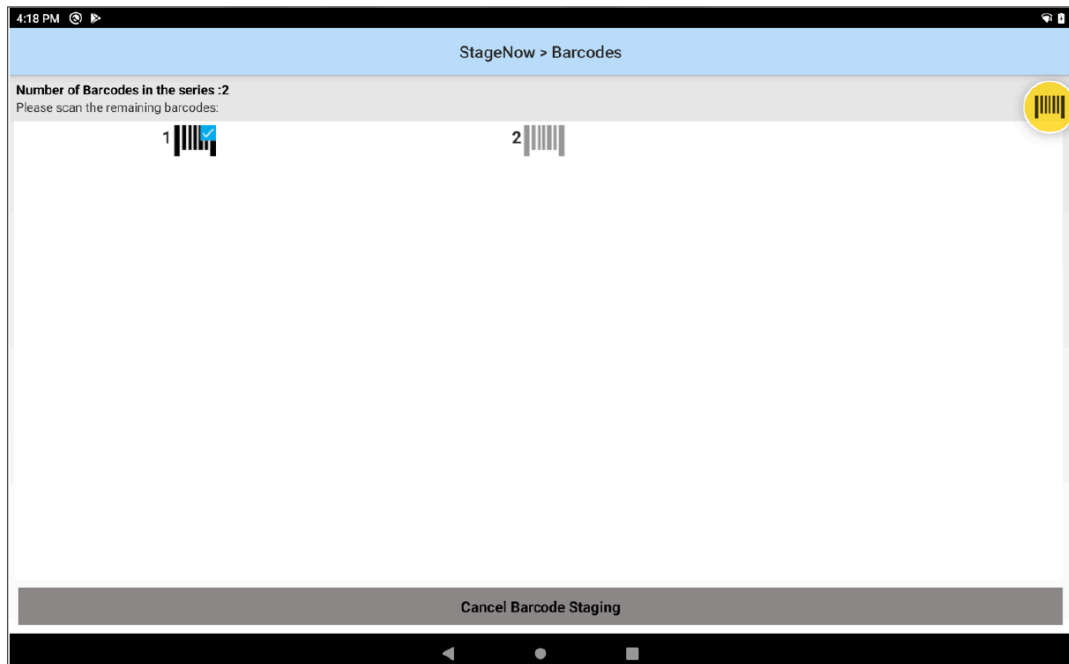 4:18 PM
StageNow > Barcodes
Number of Barcodes in the series :2
Please scan the remaining barcodes:
1 2
Cancel Barcode Staging